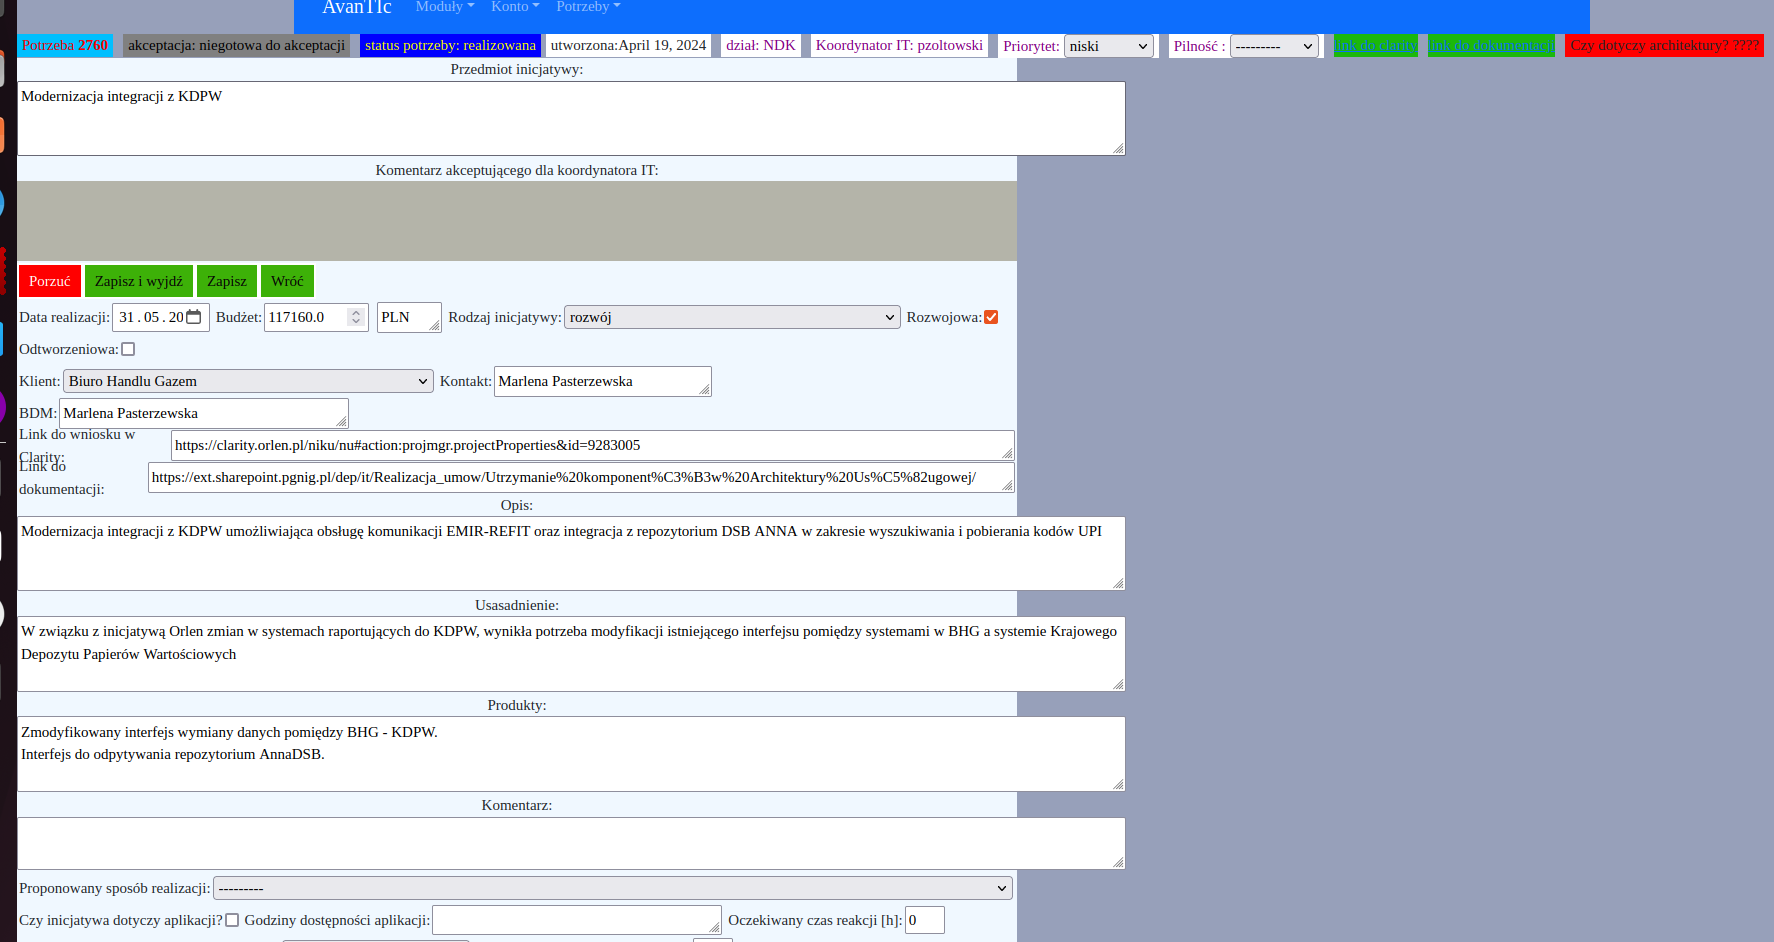 AvanTIc Moduły Konto Potrzeby
Potrzeba 2760 akceptacja: niegotowa do akceptacji status potrzeby: realizowana utworzona:April 19, 2024 dział: NDK Koordynator IT: pzoltowski Priorytet: niski Pilność : --------- link do clarity link do dokumentacji Czy dotyczy architektury? ????
Przedmiot inicjatywy:
Modernizacja integracji z KDPW
Komentarz akceptującego dla koordynatora IT:
Porzuć Zapisz i wyjdź Zapisz Wróć
Data realizacji: 31.05.20 Budżet: 117160.0 PLN Rodzaj inicjatywy: rozwój Rozwojowa:
Odtworzeniowa:
Klient: Biuro Handlu Gazem Kontakt: Marlena Pasterzewska
BDM: Marlena Pasterzewska
Link do wniosku w
Clarity: https://clarity.orlen.pl/niku/nu#action:projmgr.projectProperties&id=9283005
Link do
dokumentacji: https://ext.sharepoint.pgnig.pl/dep/it/Realizacja_umow/Utrzymanie%20komponent%C3%B3w%20Architektury%20Us%C5%82ugowej/
Opis:
Modernizacja integracji z KDPW umożliwiająca obsługę komunikacji EMIR-REFIT oraz integracja z repozytorium DSB ANNA w zakresie wyszukiwania i pobierania kodów UPI
Usasadnienie:
W związku z inicjatywą Orlen zmian w systemach raportujących do KDPW, wynikła potrzeba modyfikacji istniejącego interfejsu pomiędzy systemami w BHG a systemie Krajowego
Depozytu Papierów Wartościowych
Produkty:
Zmodyfikowany interfejs wymiany danych pomiędzy BHG - KDPW.
Interfejs do odpytywania repozytorium AnnaDSB.
Komentarz:
Proponowany sposób realizacji: ---------
Czy inicjatywa dotyczy aplikacji? Godziny dostępności aplikacji: Oczekiwany czas reakcji [h]: 0